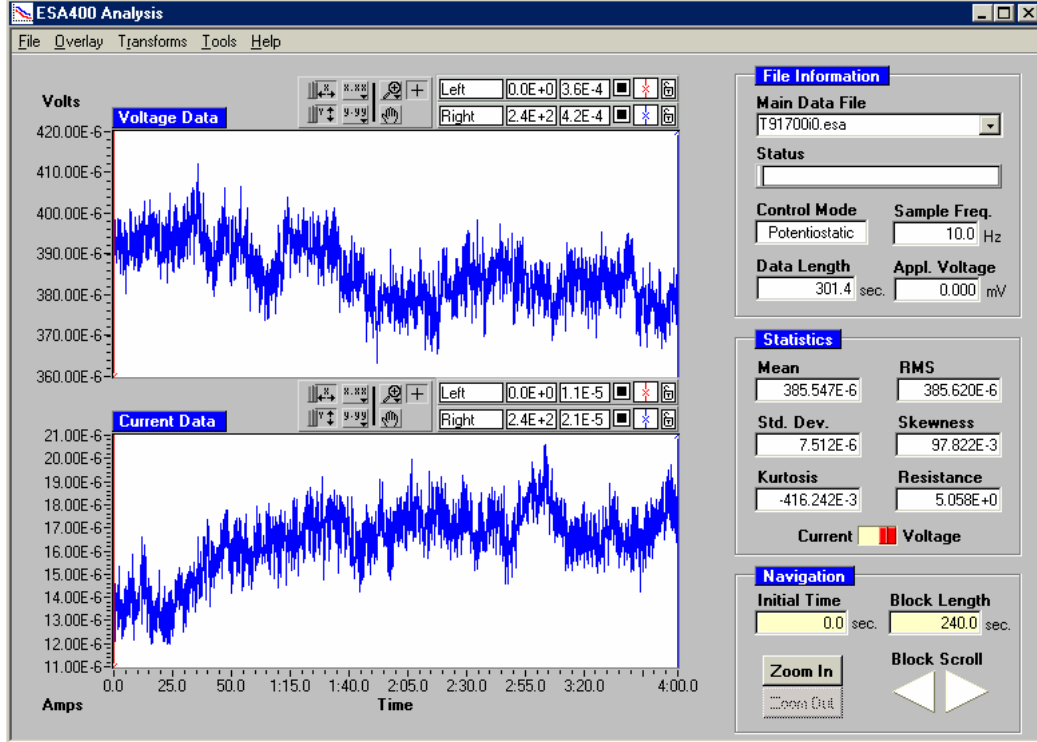 ESA400 Analysis
File Overlay Transforms Tools Help
Volts
Voltage Data
x.xx
y.yy
Left 0.0E+0 3.6E-4
Right 2.4E+2 4.2E-4
420.00E-6
410.00E-6
400.00E-6
390.00E-6
380.00E-6
370.00E-6
360.00E-6
Current Data
x.xx
y.yy
Left 0.0E+0 1.1E-5
Right 2.4E+2 2.1E-5
21.00E-6
20.00E-6
19.00E-6
18.00E-6
17.00E-6
16.00E-6
15.00E-6
14.00E-6
13.00E-6
12.00E-6
11.00E-6
0.0 25.0 50.0 1:15.0 1:40.0 2:05.0 2:30.0 2:55.0 3:20.0 4:00.0
Amps Time
File Information
Main Data File
T91700i0.esa
Status
Control Mode Sample Freq.
Potentiostatic 10.0 Hz
Data Length Appl. Voltage
301.4 sec. 0.000 mV
Statistics
Mean RMS
385.547E-6 385.620E-6
Std. Dev. Skewness
7.512E-6 97.822E-3
Kurtosis Resistance
-416.242E-3 5.058E+0
Current Voltage
Navigation
Initial Time Block Length
0.0 sec. 240.0 sec.
Zoom In Block Scroll
Zoom Out